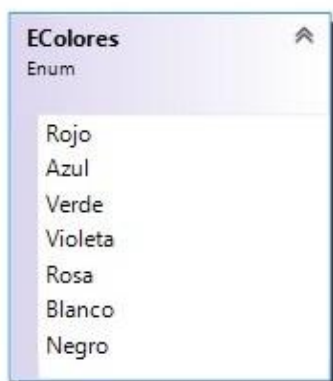 EColores
Enum
Rojo
Azul
Verde
Violeta
Rosa
Blanco
Negro